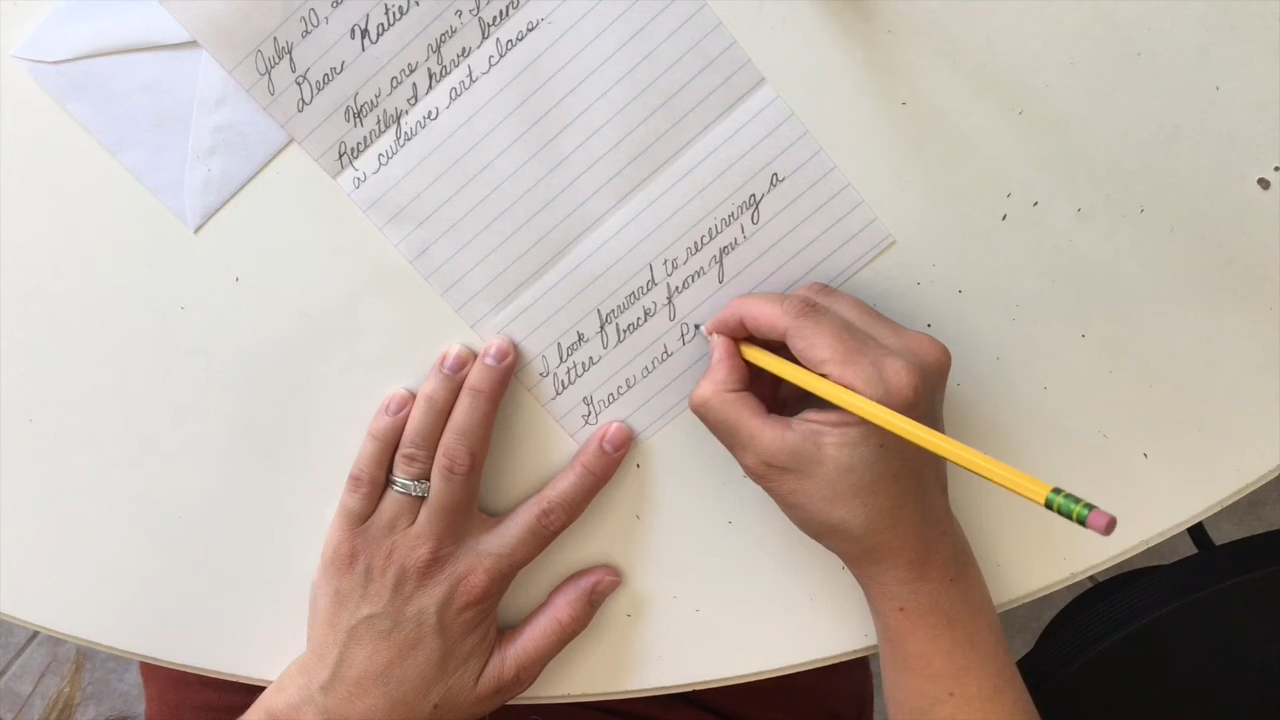 July 20,
Dear Katie,
How are you? I
Recently, I have been
a cursive art class.
I look forward to receiving a
letter back from you!
Grace and P